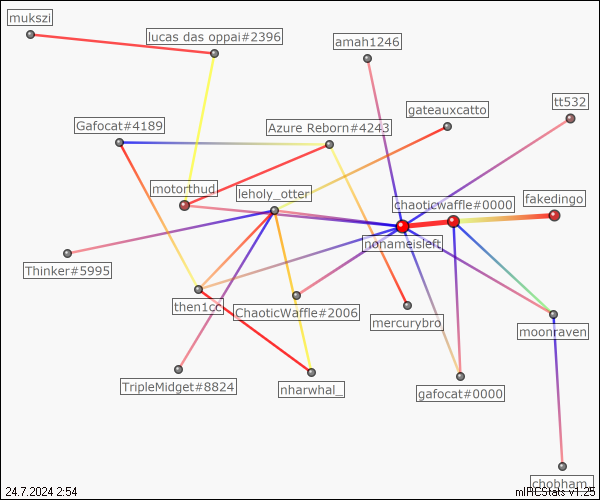 mukszi
lucas das oppai#2396
amah1246
gateauxcatto
tt532
Gafocat#4189
Azure Reborn#4243
motorthud
leholy_otter
chaoticwaffle#0000
fakedingo
nonameisleft
Thinker#5995
then1cc
ChaoticWaffle#2006
mercurybro
moonraven
TripleMidget#8824
nharwhal_
gafocat#0000
chobham_
24.7.2024 2:54
mIRCStats v1.25